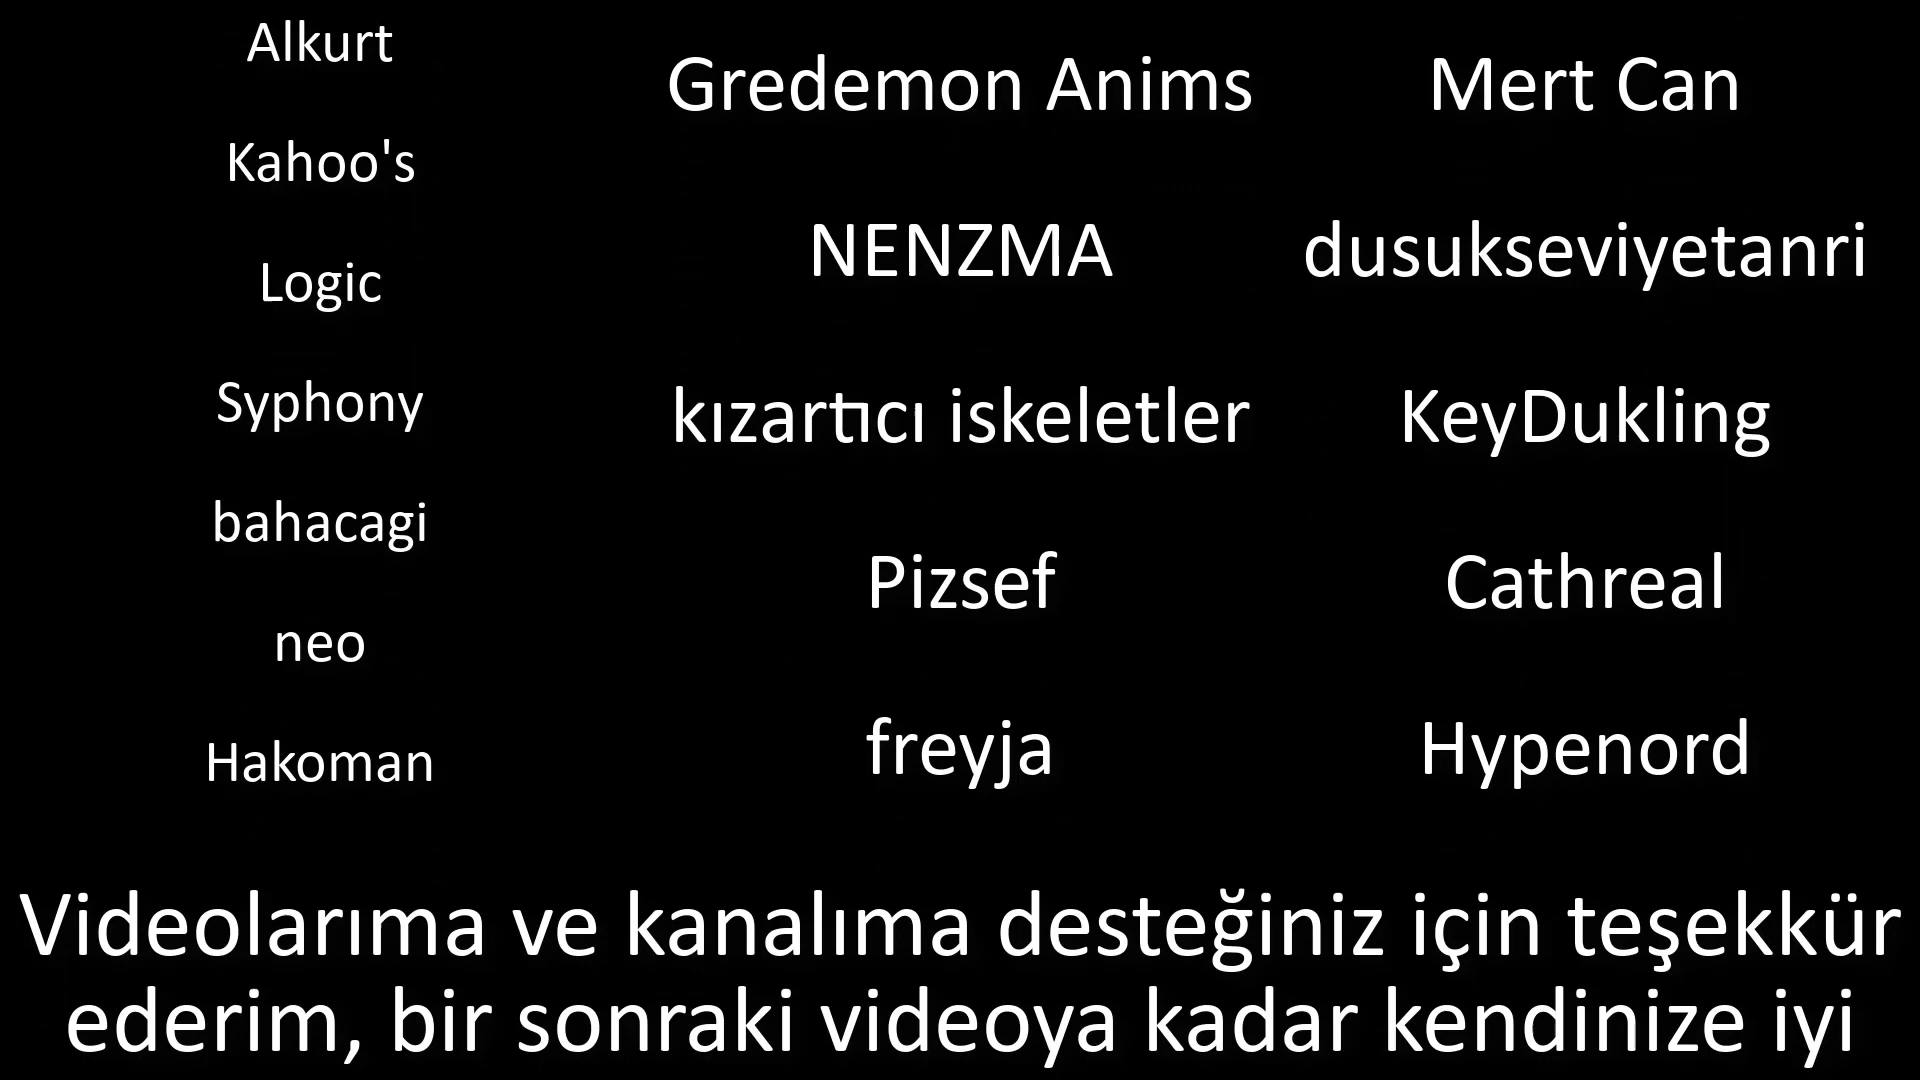 Alkurt
Kahoo's
Logic
Syphony
bahacagi
neo
Hakoman
Gredemon Anims
NENZMA
kızartıcı iskeletler
Pizsef
freyja
Mert Can
dusukseviyetanri
KeyDukling
Cathreal
Hypenord
Videolarıma ve kanalıma desteğiniz için teşekkür
ederim, bir sonraki videoya kadar kendinize iyi